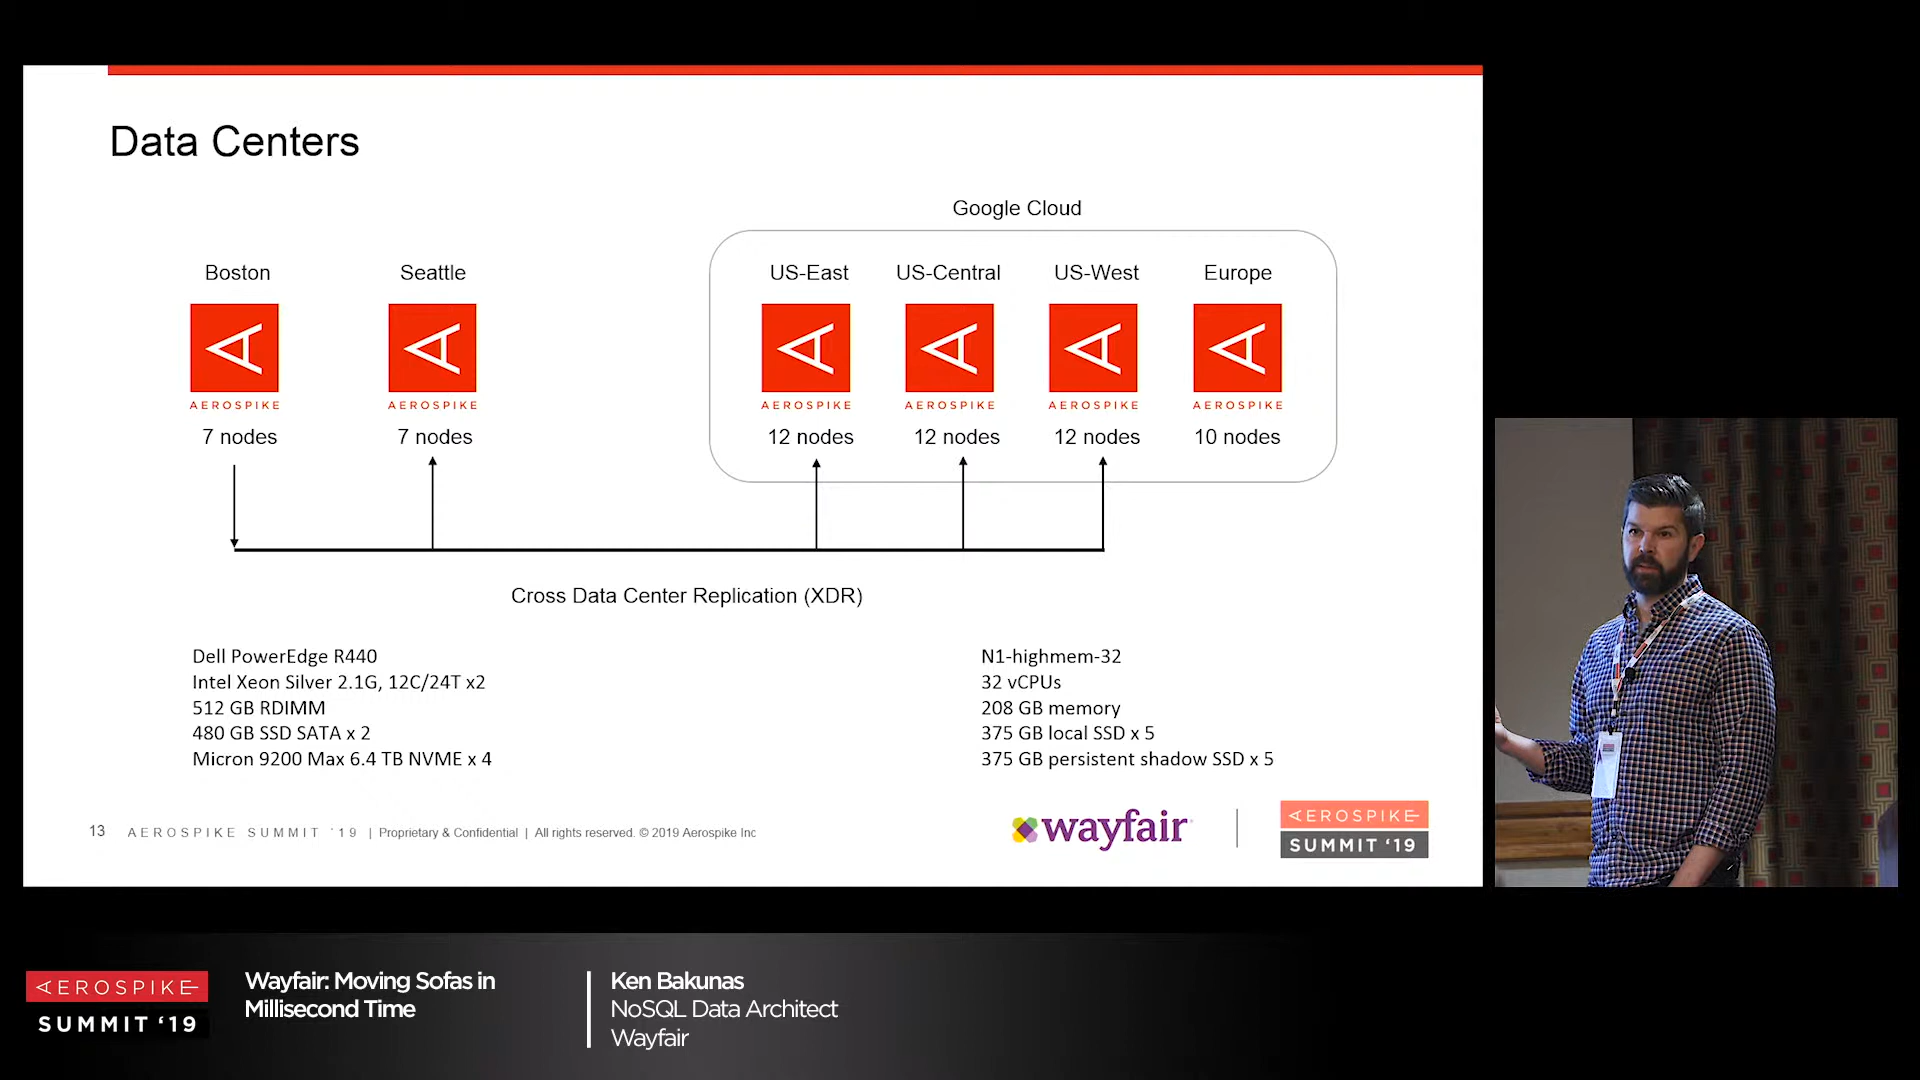 Data Centers
Google Cloud
Boston
Seattle
US-East
US-Central
US-West
Europe
AEROSPIKE
AEROSPIKE
AEROSPIKE
AEROSPIKE
AEROSPIKE
AEROSPIKE
7 nodes
7 nodes
12 nodes
12 nodes
12 nodes
10 nodes
Cross Data Center Replication (XDR)
Dell PowerEdge R440
Intel Xeon Silver 2.1G, 12C/24T x2
512 GB RDIMM
480 GB SSD SATA x 2
Micron 9200 Max 6.4 TB NVME x 4
N1-highmem-32
32 vCPUs
208 GB memory
375 GB local SSD x 5
375 GB persistent shadow SSD x 5
13 AEROSPIKE SUMMIT '19 | Proprietary & Confidential | All rights reserved. © 2019 Aerospike Inc
wayfair
AEROSPIKE
SUMMIT '19
AEROSPIKE
SUMMIT '19
Wayfair: Moving Sofas in
Millisecond Time
Ken Bakunas
NoSQL Data Architect
Wayfair